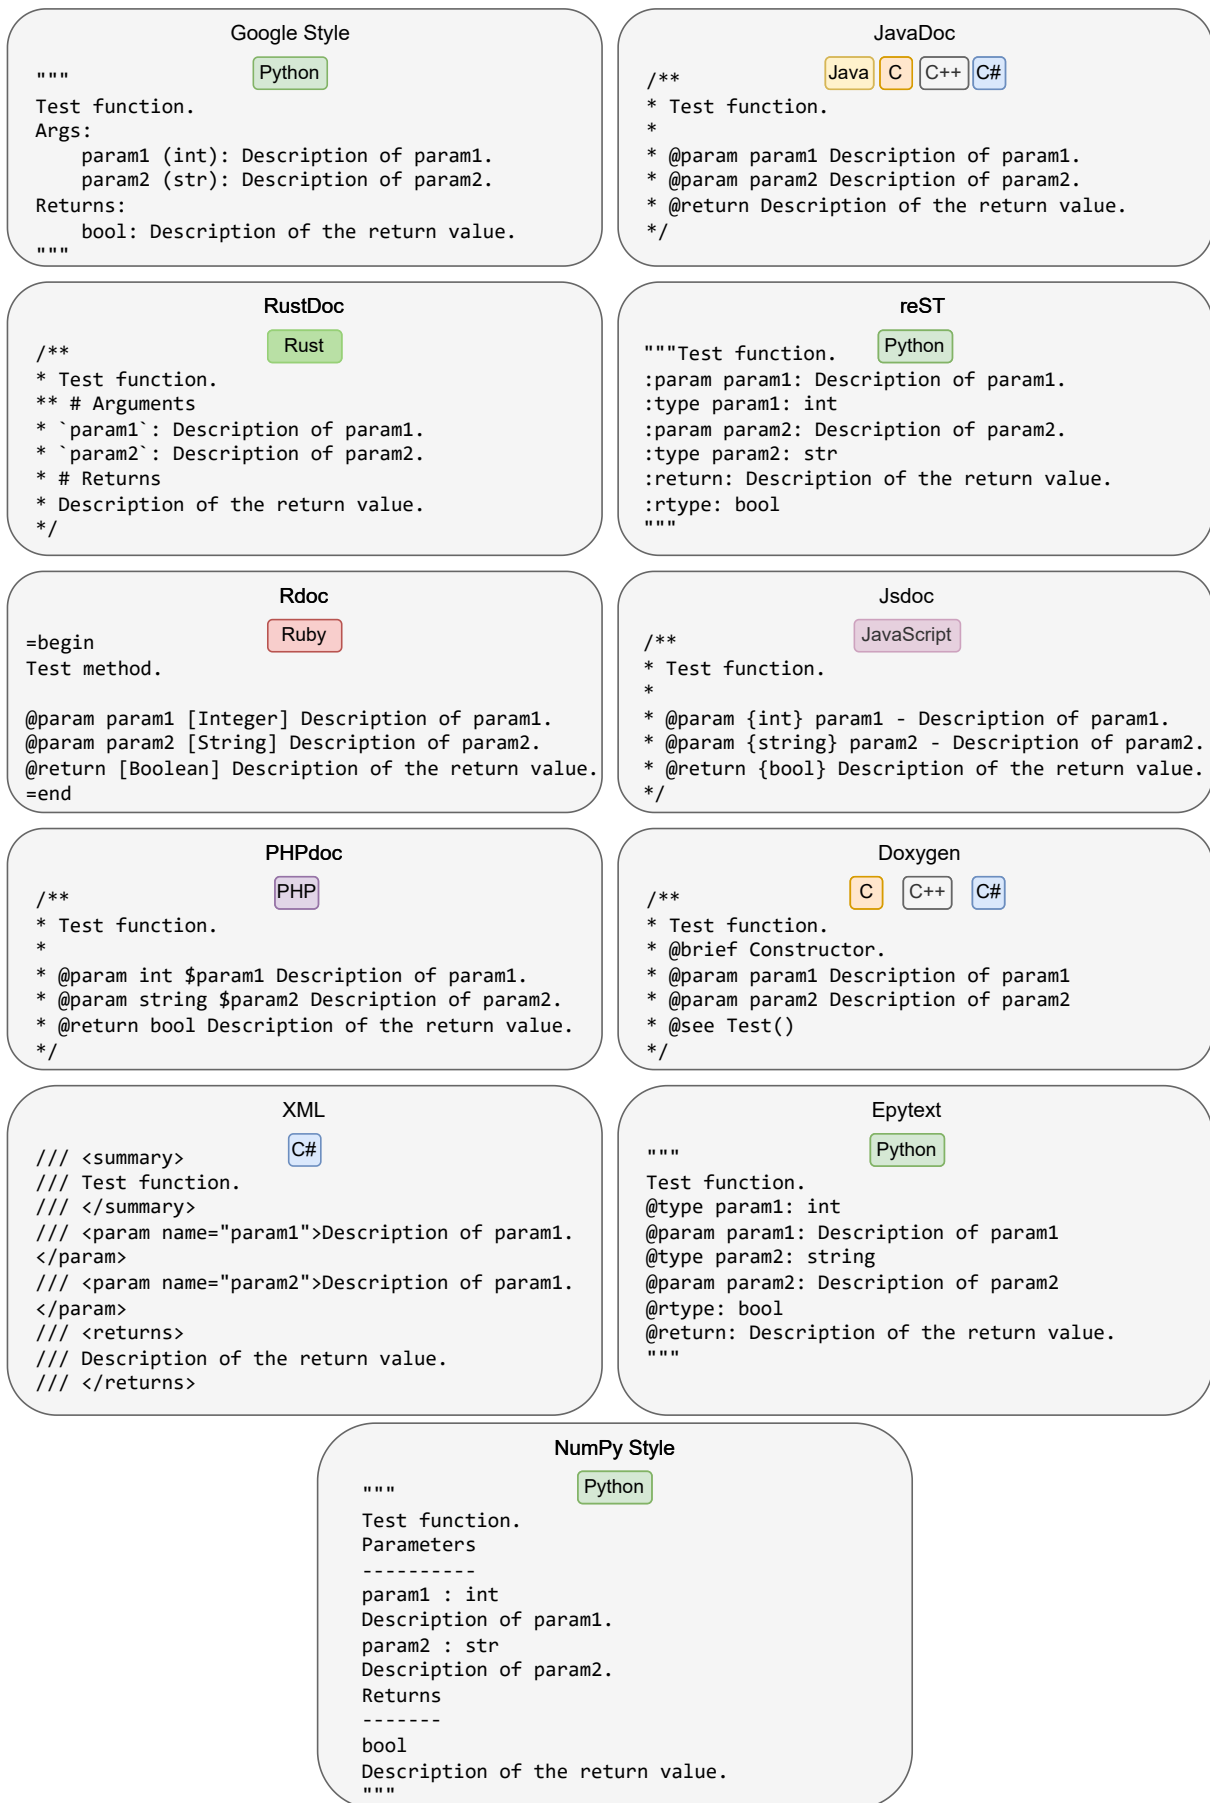 Google Style
Python
"""
Test function.
Args:
    param1 (int): Description of param1.
    param2 (str): Description of param2.
Returns:
    bool: Description of the return value.
"""
JavaDoc
Java C C++ C#
/**
* Test function.
*
* @param param1 Description of param1.
* @param param2 Description of param2.
* @return Description of the return value.
*/
RustDoc
Rust
/**
* Test function.
** # Arguments
* `param1`: Description of param1.
* `param2`: Description of param2.
* # Returns
* Description of the return value.
*/
reST
Python
"""Test function.
:param param1: Description of param1.
:type param1: int
:param param2: Description of param2.
:type param2: str
:return: Description of the return value.
:rtype: bool
"""
Rdoc
Ruby
=begin
Test method.

@param param1 [Integer] Description of param1.
@param param2 [String] Description of param2.
@return [Boolean] Description of the return value.
=end
Jsdoc
JavaScript
/**
* Test function.
*
* @param {int} param1 - Description of param1.
* @param {string} param2 - Description of param2.
* @return {bool} Description of the return value.
*/
PHPdoc
PHP
/**
* Test function.
*
* @param int $param1 Description of param1.
* @param string $param2 Description of param2.
* @return bool Description of the return value.
*/
Doxygen
C C++ C#
/**
* Test function.
* @brief Constructor.
* @param param1 Description of param1
* @param param2 Description of param2
* @see Test()
*/
XML
C#
/// <summary>
/// Test function.
/// </summary>
/// <param name="param1">Description of param1.
</param>
/// <param name="param2">Description of param1.
</param>
/// <returns>
/// Description of the return value.
/// </returns>
Epytext
Python
"""
Test function.
@type param1: int
@param param1: Description of param1
@type param2: string
@param param2: Description of param2
@rtype: bool
@return: Description of the return value.
"""
NumPy Style
Python
"""
Test function.
Parameters
----------
param1 : int
Description of param1.
param2 : str
Description of param2.
Returns
-------
bool
Description of the return value.
"""